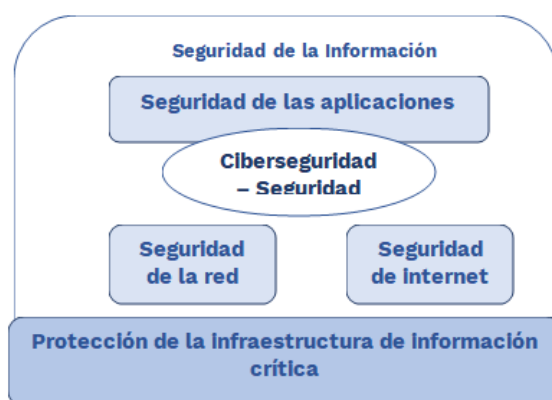 Seguridad de la Información
Seguridad de las aplicaciones
Ciberseguridad
– Seguridad
Seguridad
de la red
Seguridad
de internet
Protección de la infraestructura de información
crítica